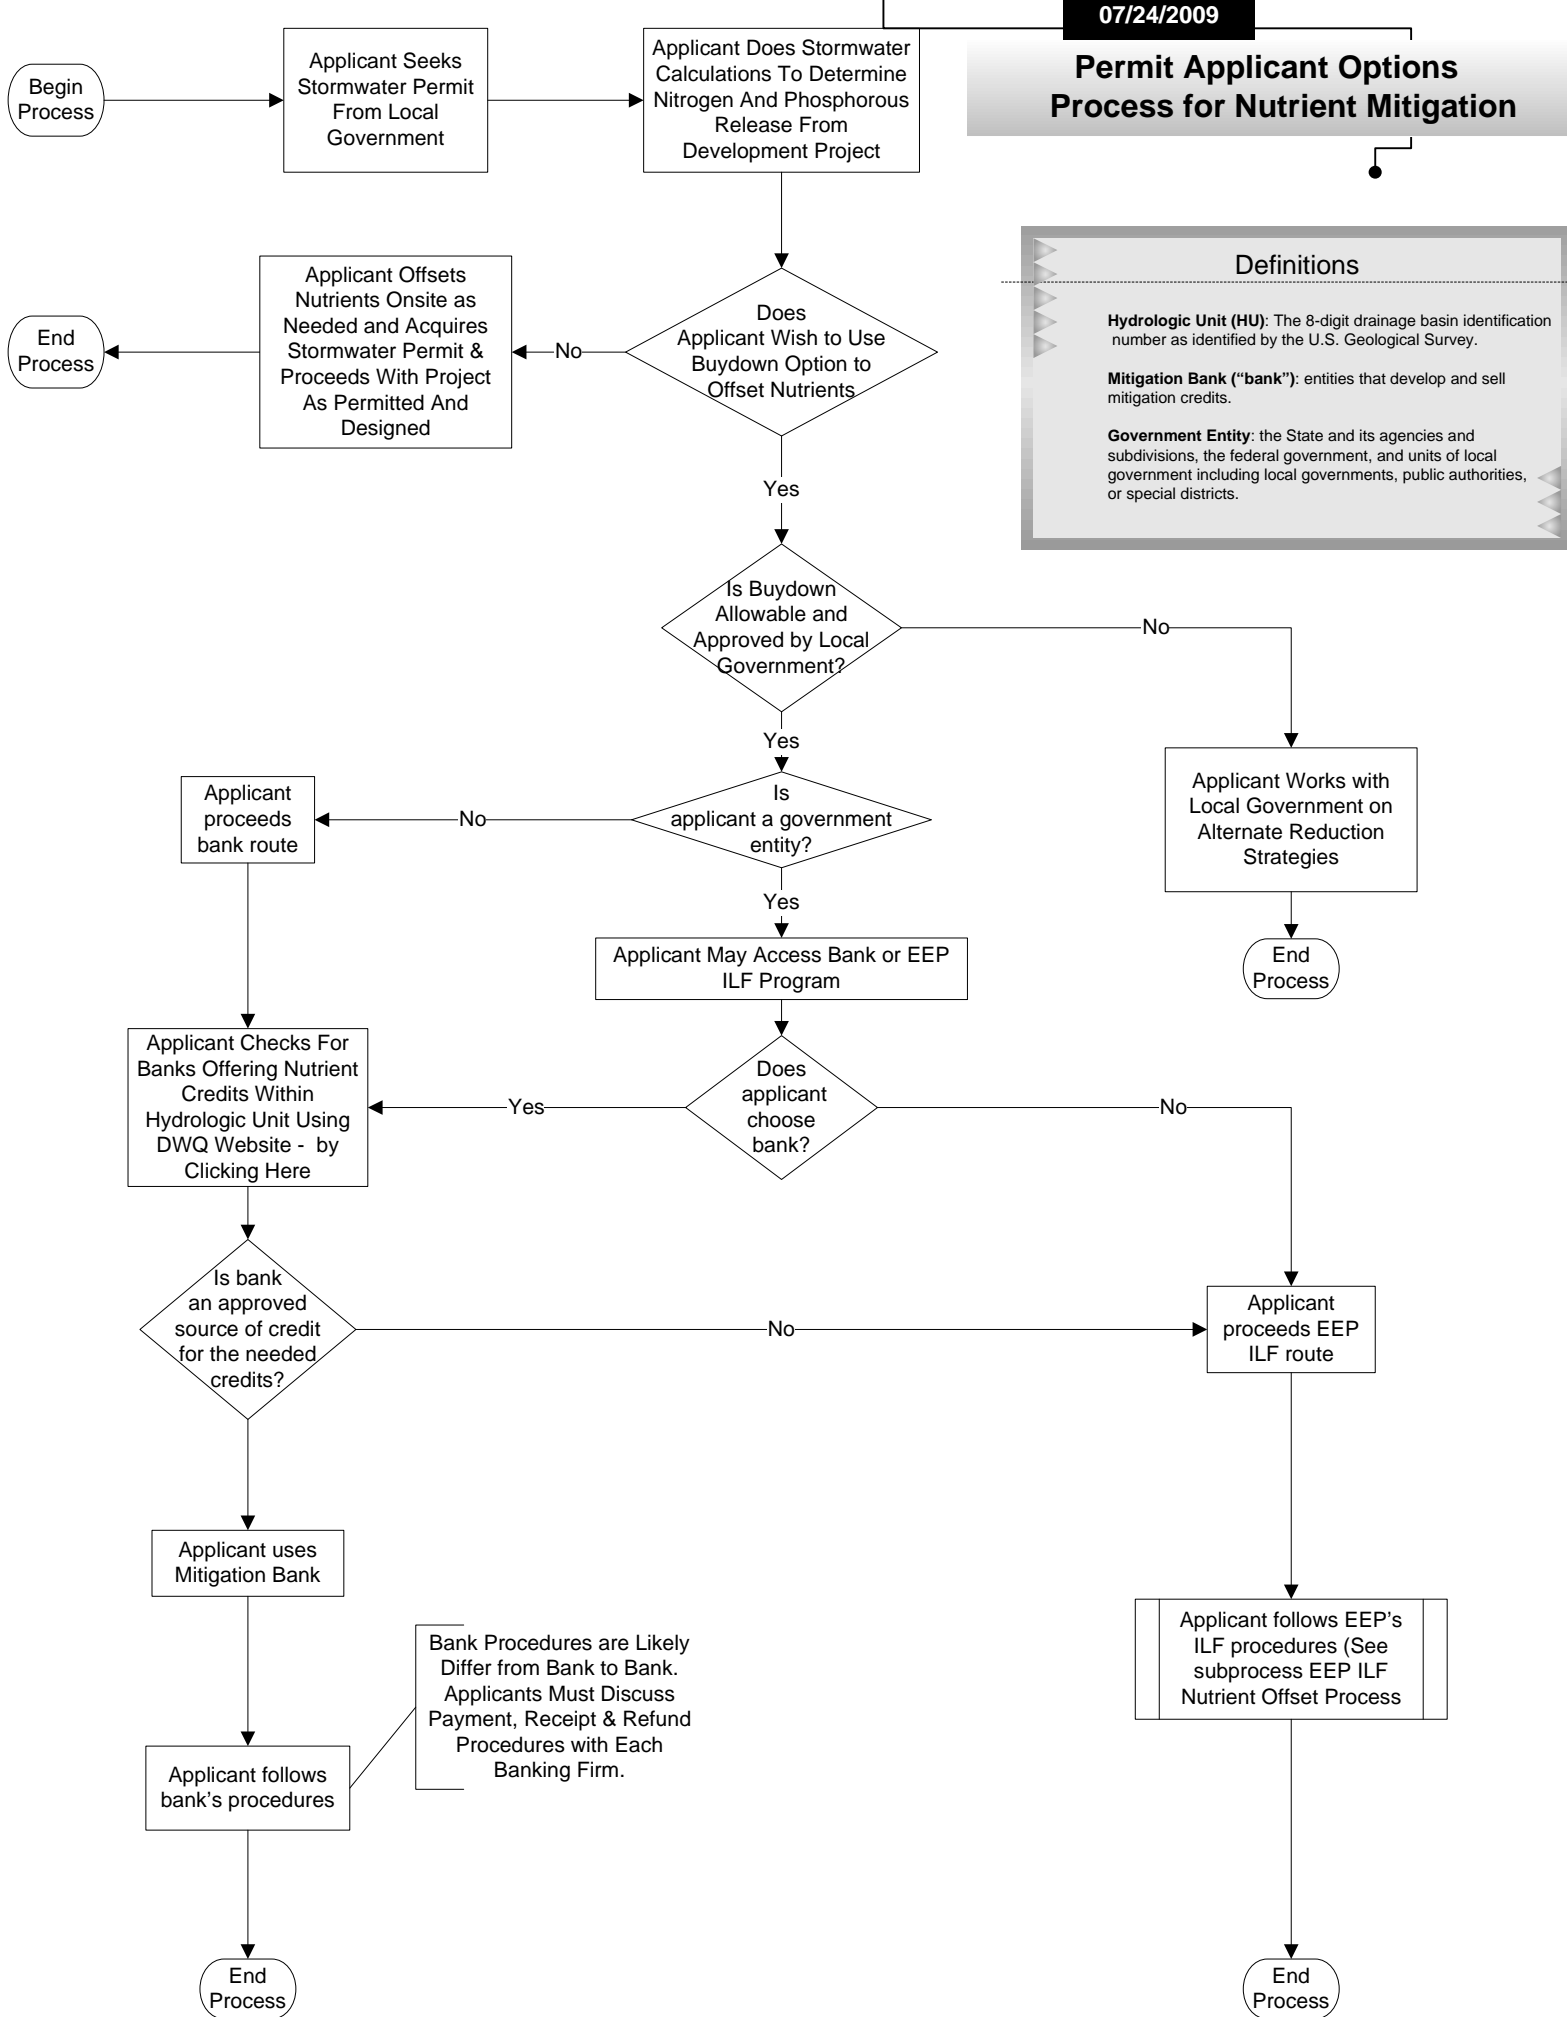 07/24/2009
Permit Applicant Options
Process for Nutrient Mitigation
Begin
Process
Applicant Seeks
Stormwater Permit
From Local
Government
Applicant Does Stormwater
Calculations To Determine
Nitrogen And Phosphorous
Release From
Development Project
Definitions
Hydrologic Unit (HU): The 8-digit drainage basin identification
number as identified by the U.S. Geological Survey.
Mitigation Bank (“bank”): entities that develop and sell
mitigation credits.
Government Entity: the State and its agencies and
subdivisions, the federal government, and units of local
government including local governments, public authorities,
or special districts.
Does
Applicant Wish to Use
Buydown Option to
Offset Nutrients
No
Applicant Offsets
Nutrients Onsite as
Needed and Acquires
Stormwater Permit &
Proceeds With Project
As Permitted And
Designed
End
Process
Yes
Is Buydown
Allowable and
Approved by Local
Government?
No
Applicant Works with
Local Government on
Alternate Reduction
Strategies
End
Process
Yes
Is
applicant a government
entity?
No
Applicant
proceeds
bank route
Yes
Applicant May Access Bank or EEP
ILF Program
Does
applicant
choose
bank?
Yes
No
Applicant Checks For
Banks Offering Nutrient
Credits Within
Hydrologic Unit Using
DWQ Website -  by
Clicking Here
Is bank
an approved
source of credit
for the needed
credits?
No
Applicant
proceeds EEP
ILF route
Applicant uses
Mitigation Bank
Applicant follows EEP’s
ILF procedures (See
subprocess EEP ILF
Nutrient Offset Process
Bank Procedures are Likely
Differ from Bank to Bank.
Applicants Must Discuss
Payment, Receipt & Refund
Procedures with Each
Banking Firm.
Applicant follows
bank’s procedures
End
Process
End
Process